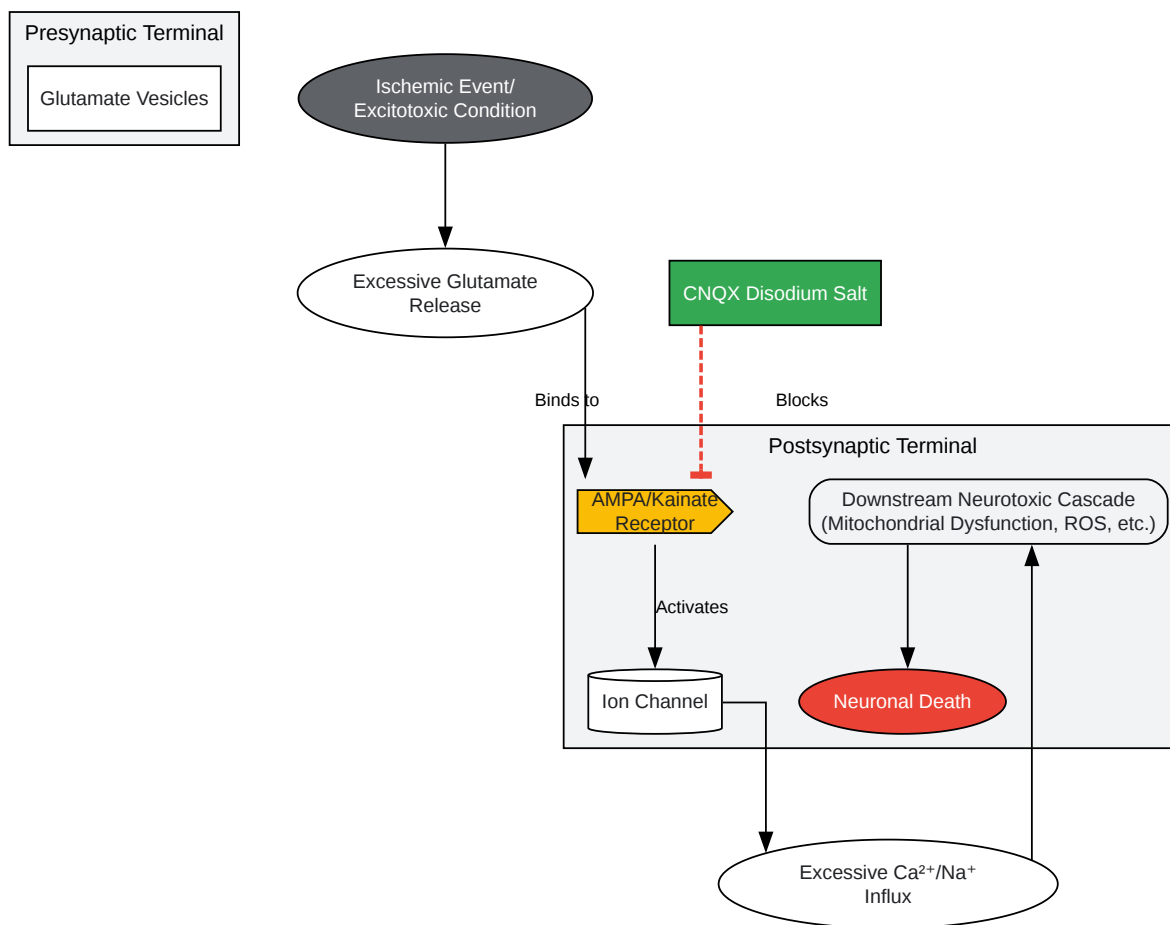 Presynaptic Terminal
Glutamate Vesicles
Ischemic Event/
Excitotoxic Condition
Excessive Glutamate
Release
CNQX Disodium Salt
Binds to
Blocks
Postsynaptic Terminal
AMPA/Kainate
Receptor
Downstream Neurotoxic Cascade
(Mitochondrial Dysfunction, ROS, etc.)
Activates
Ion Channel
Neuronal Death
Excessive Ca²⁺/Na⁺
Influx